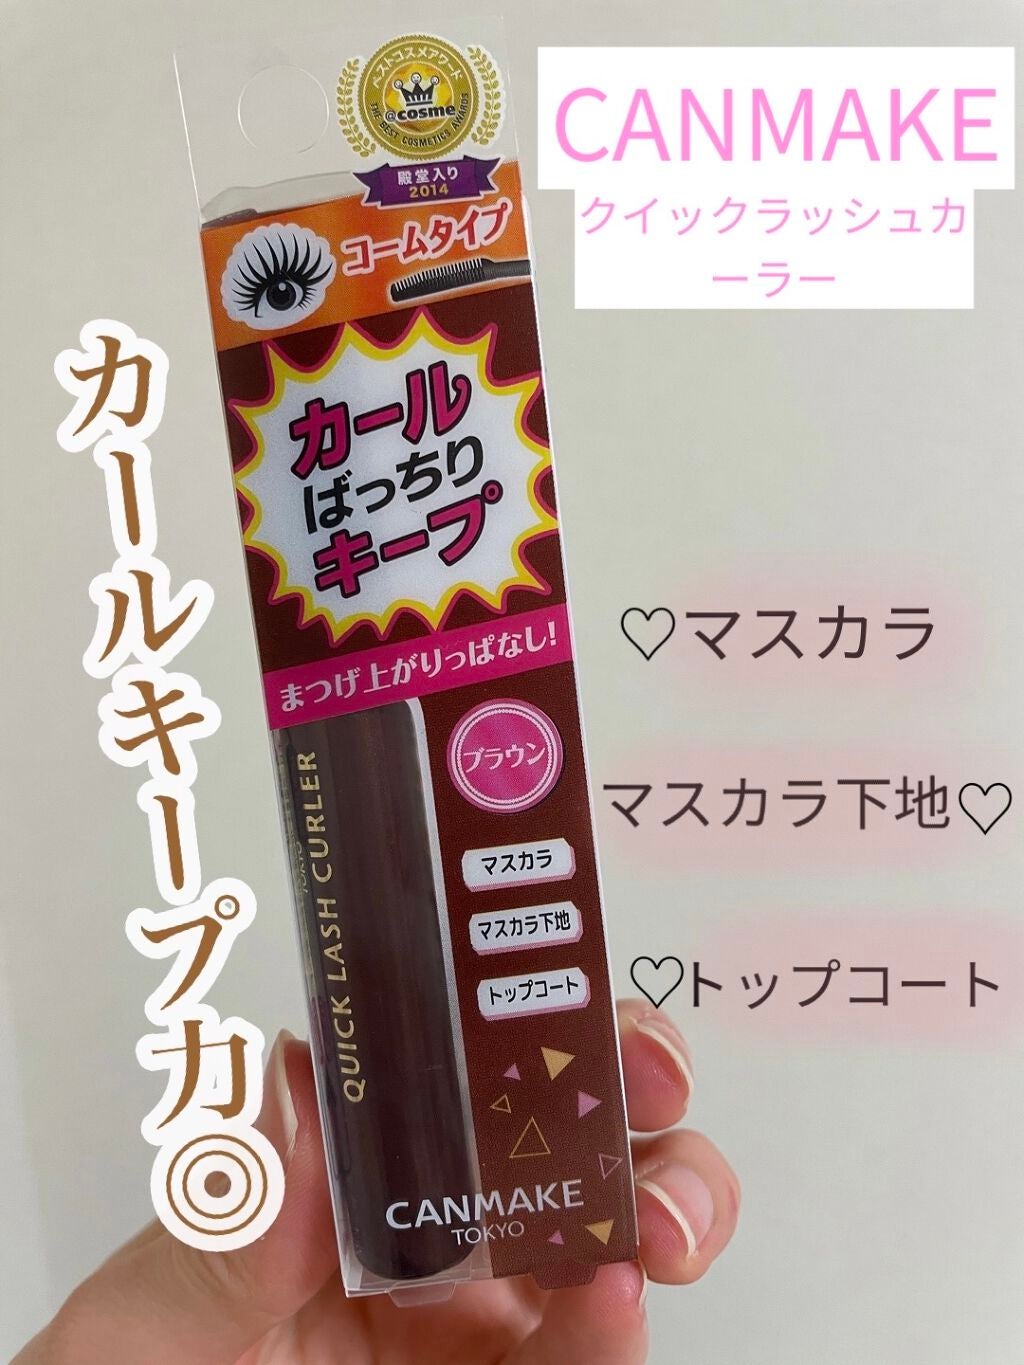 CANMAKE
クイックラッシュカ
ーラー
カールキープ力◎
♡マスカラ
マスカラ下地♡
♡トップコート
ベストコスメアワード
@cosme
THE BEST COSMETICS AWARDS
殿堂入り
2014
コームタイプ
カール
ばっちり
キープ
まつげ上がりっぱなし!
ブラウン
マスカラ
マスカラ下地
トップコート
QUICK LASH CURLER
TOKYO
CANMAKE
TOKYO